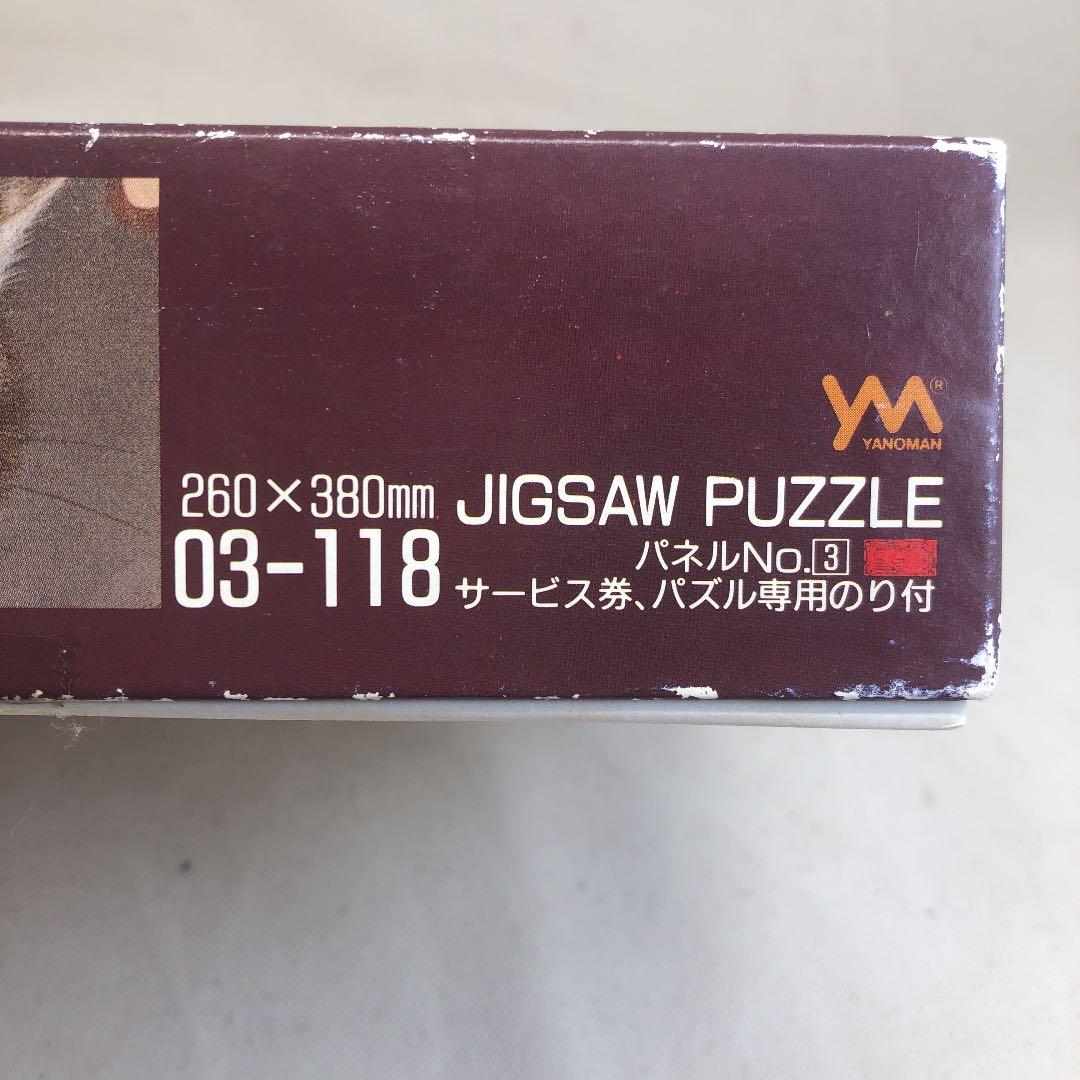 YM®
YANOMAN
260×380mm JIGSAW PUZZLE
03-118 パネルNo.3
サービス券、パズル専用のり付